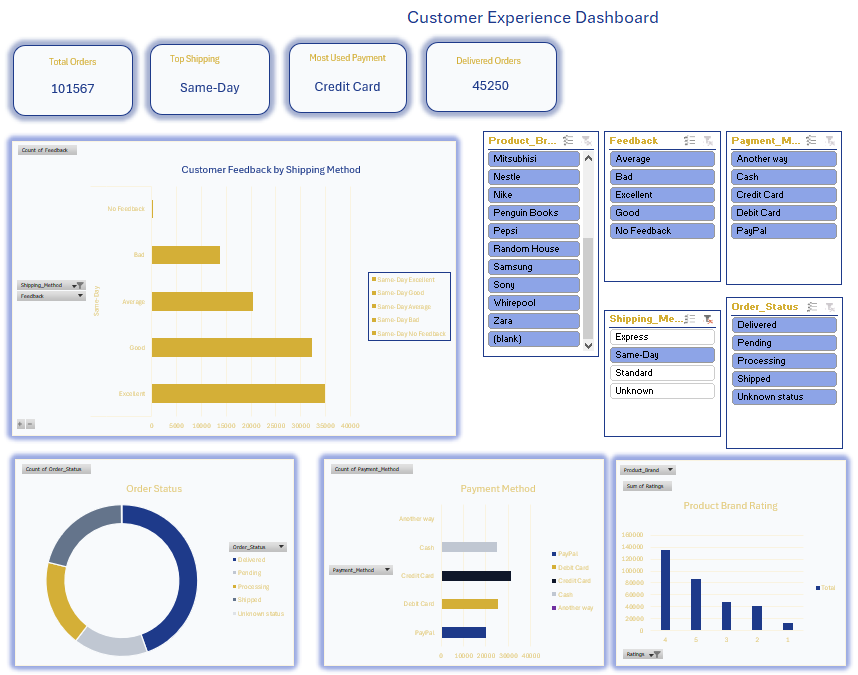 Customer Experience Dashboard
Total Orders
101567
Top Shipping
Same-Day
Most Used Payment
Credit Card
Delivered Orders
45250
Count of Feedback
Customer Feedback by Shipping Method
No Feedback
Bad
Average
Good
Excellent
Same-Day
Shipping_Method
Feedback
0 5000 10000 15000 20000 25000 30000 35000 40000
Same-Day Excellent
Same-Day Good
Same-Day Average
Same-Day Bad
Same-Day No Feedback
Product_Br...
Mitsubhisi
Nestle
Nike
Penguin Books
Pepsi
Random House
Samsung
Sony
Whirepool
Zara
(blank)
Feedback
Average
Bad
Excellent
Good
No Feedback
Payment_M...
Another way
Cash
Credit Card
Debit Card
PayPal
Shipping_Me...
Express
Same-Day
Standard
Unknown
Order_Status
Delivered
Pending
Processing
Shipped
Unknown status
Count of Order_Status
Order Status
Order_Status
Delivered
Pending
Processing
Shipped
Unknown status
Count of Payment_Method
Payment Method
Payment_Method
Another way
Cash
Credit Card
Debit Card
PayPal
0 10000 20000 30000 40000
PayPal
Debit Card
Credit Card
Cash
Another way
Product_Brand
Sum of Ratings
Product Brand Rating
160000
140000
120000
100000
80000
60000
40000
20000
0
4 5 3 2 1
Total
Ratings